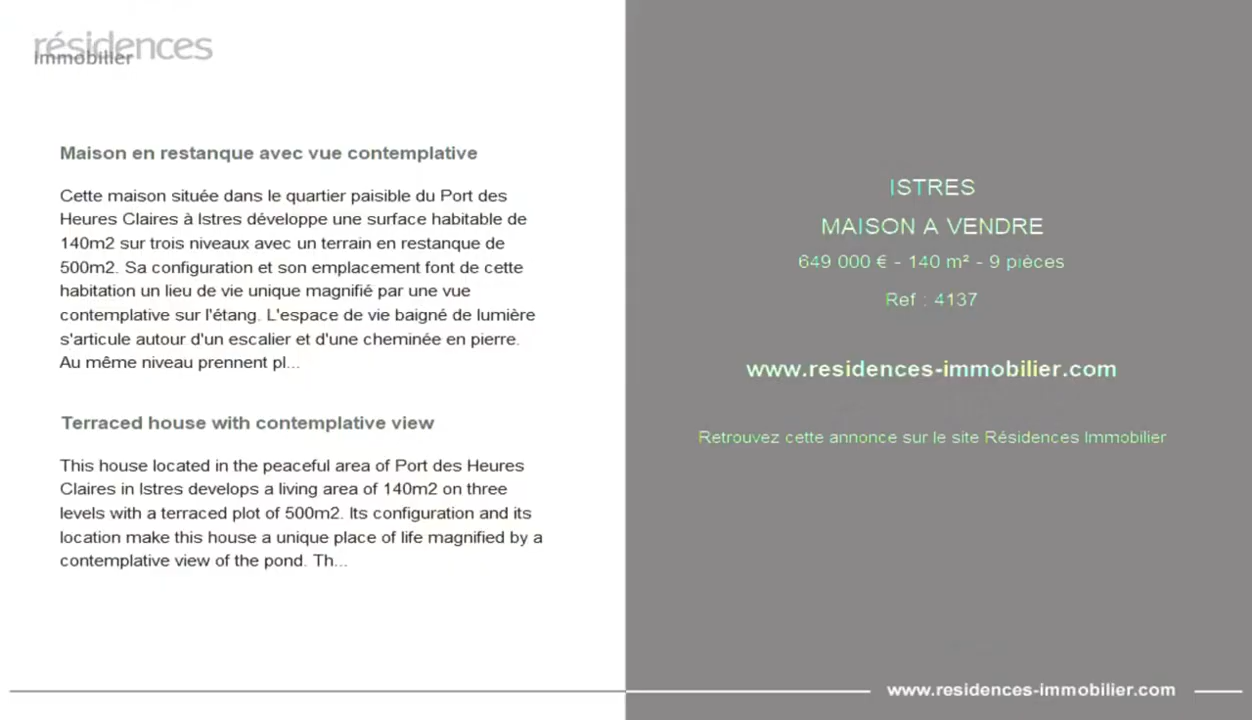 résidences
immobilier
Maison en restanque avec vue contemplative
Cette maison située dans le quartier paisible du Port des
Heures Claires à Istres développe une surface habitable de
140m2 sur trois niveaux avec un terrain en restanque de
500m2. Sa configuration et son emplacement font de cette
habitation un lieu de vie unique magnifié par une vue
contemplative sur l'étang. L'espace de vie baigné de lumière
s'articule autour d'un escalier et d'une cheminée en pierre.
Au même niveau prennent pl...
Terraced house with contemplative view
This house located in the peaceful area of Port des Heures
Claires in Istres develops a living area of 140m2 on three
levels with a terraced plot of 500m2. Its configuration and its
location make this house a unique place of life magnified by a
contemplative view of the pond. Th...
ISTRES
MAISON A VENDRE
649 000 € - 140 m² - 9 pièces
Ref : 4137
www.residences-immobilier.com
Retrouvez cette annonce sur le site Résidences Immobilier
www.residences-immobilier.com